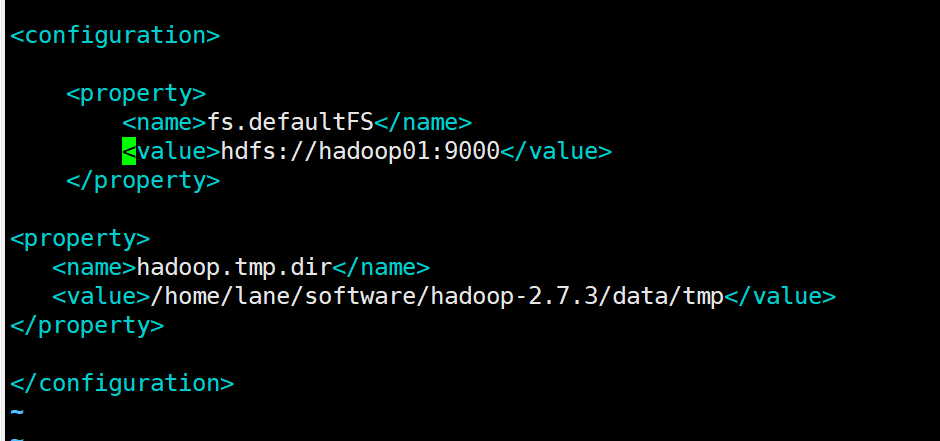 <configuration>
<property>
<name>fs.defaultFS</name>
<value>hdfs://hadoop01:9000</value>
</property>
<property>
<name>hadoop.tmp.dir</name>
<value>/home/lane/software/hadoop-2.7.3/data/tmp</value>
</property>
</configuration>
~
~